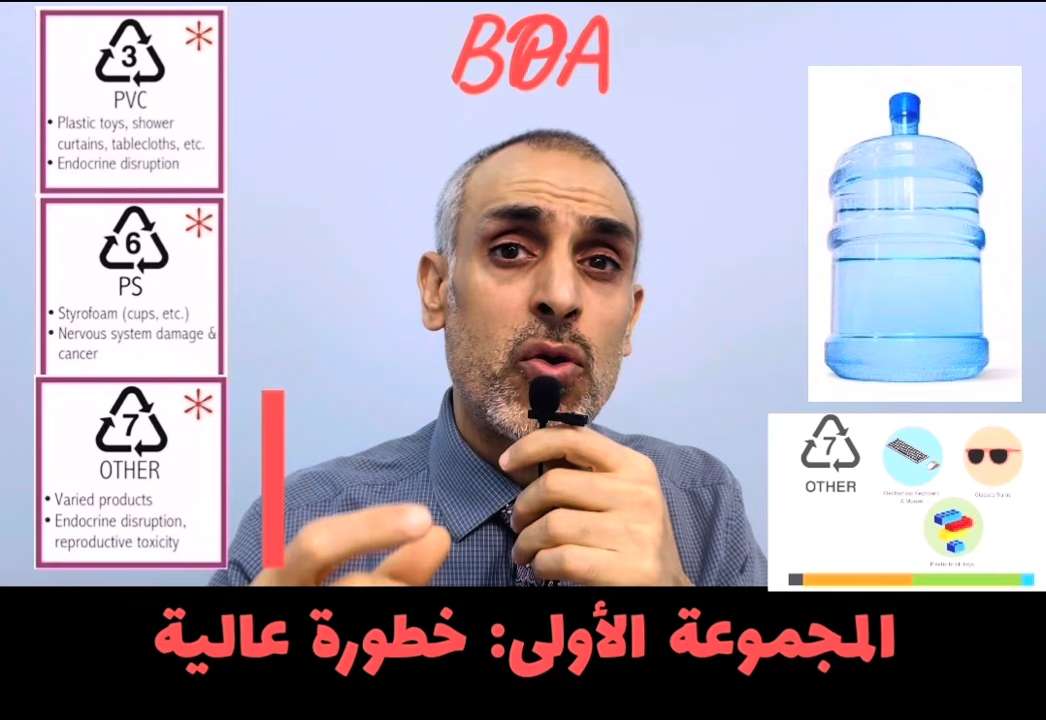 3
PVC
• Plastic toys, shower
curtains, tablecloths, etc.
• Endocrine disruption
6
PS
• Styrofoam (cups, etc.)
• Nervous system damage &
cancer
7
OTHER
• Varied products
• Endocrine disruption,
reproductive toxicity
7
OTHER
المجموعة الأولى: خطورة عالية